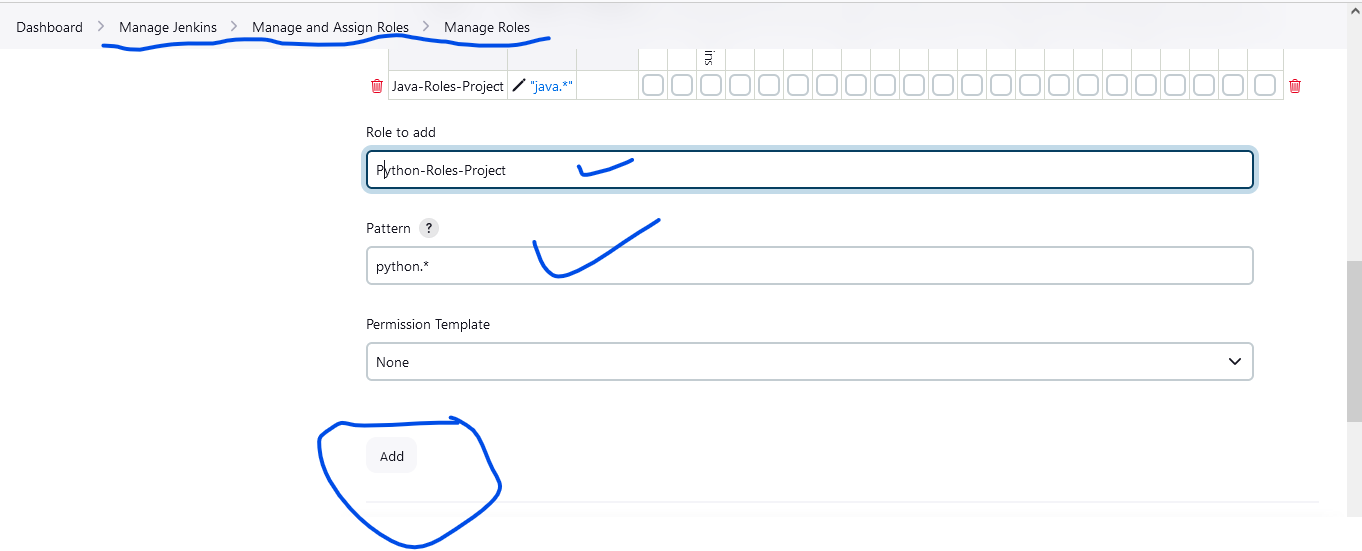 Dashboard > Manage Jenkins > Manage and Assign Roles > Manage Roles
ins
Java-Roles-Project "java.*"
Role to add
Python-Roles-Project
Pattern ?
python.*
Permission Template
None
Add